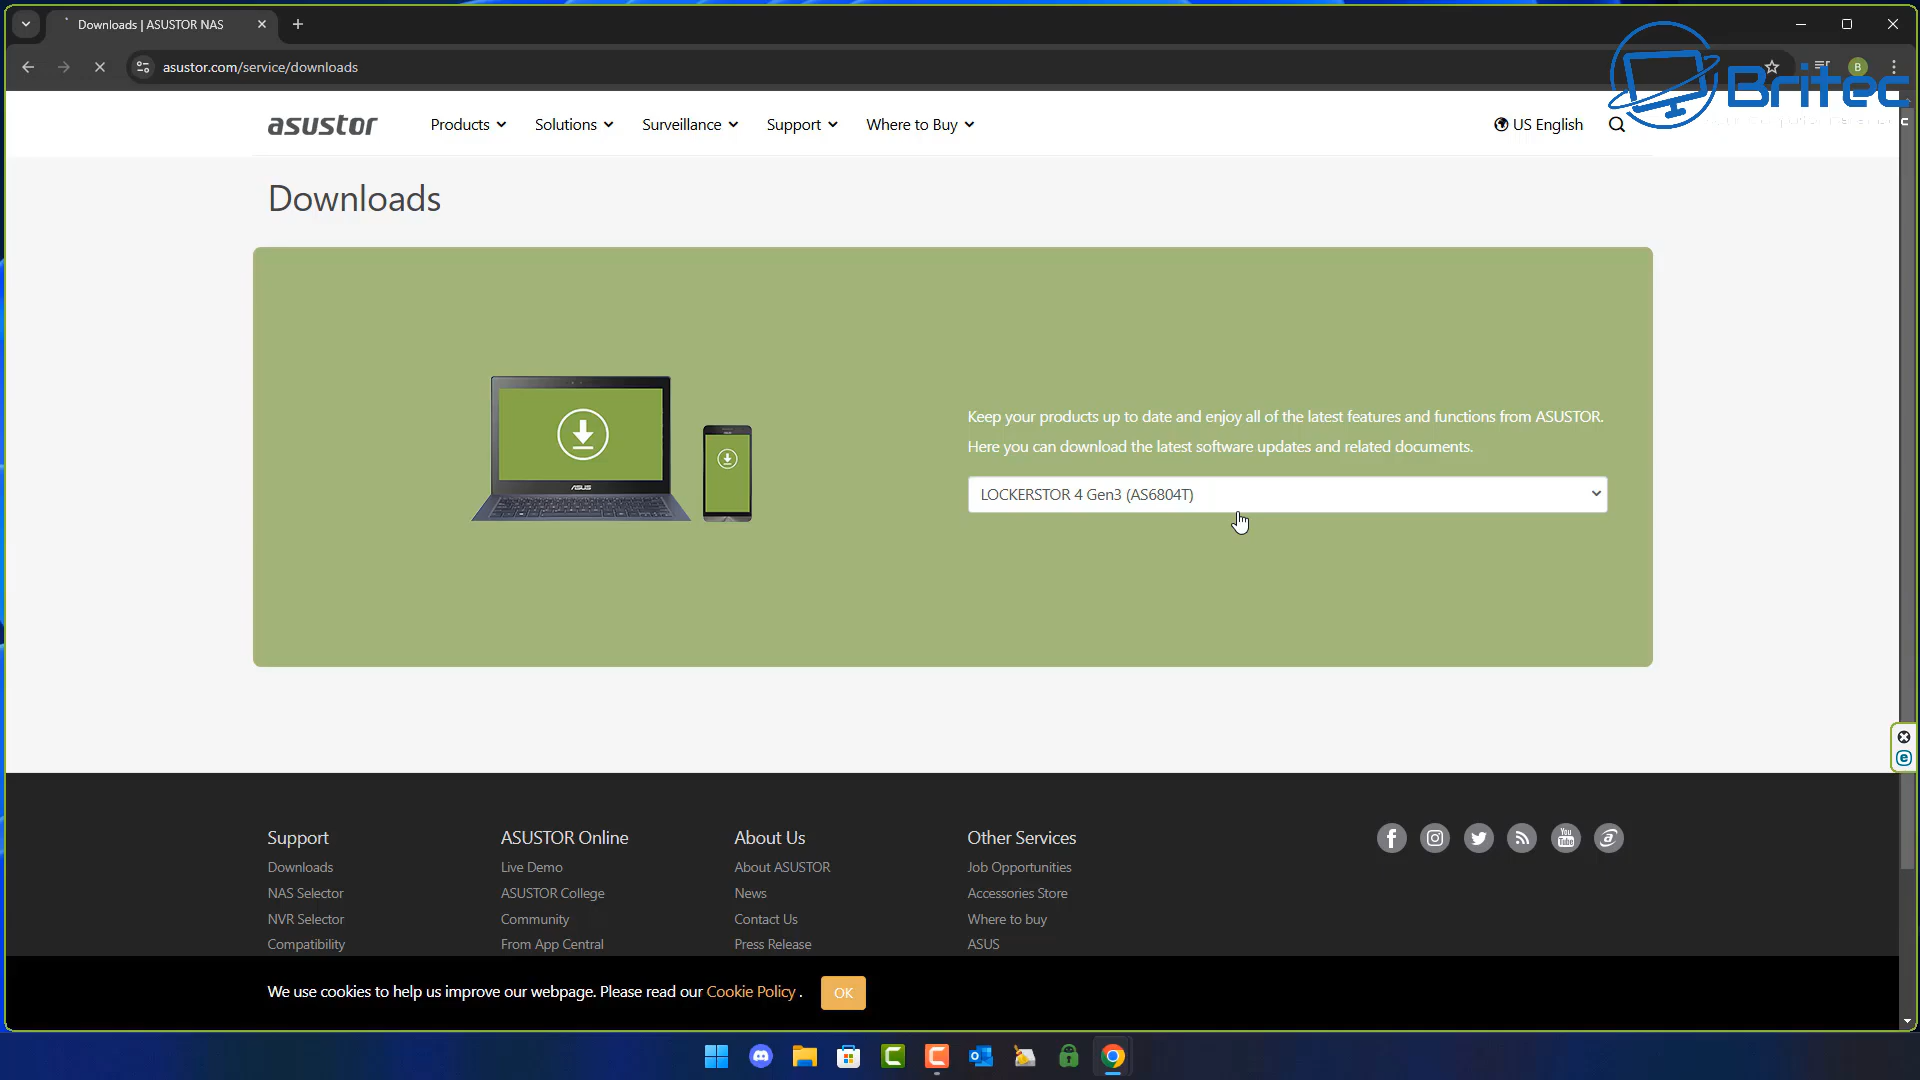 Downloads | ASUSTOR NAS
asustor.com/service/downloads
B
Britec
asustor
Products
Solutions
Surveillance
Support
Where to Buy
US English
Downloads
ASUS
Keep your products up to date and enjoy all of the latest features and functions from ASUSTOR.
Here you can download the latest software updates and related documents.
LOCKERSTOR 4 Gen3 (AS6804T)
Support
Downloads
NAS Selector
NVR Selector
Compatibility
ASUSTOR Online
Live Demo
ASUSTOR College
Community
From App Central
About Us
About ASUSTOR
News
Contact Us
Press Release
Other Services
Job Opportunities
Accessories Store
Where to buy
ASUS
You Tube
We use cookies to help us improve our webpage. Please read our Cookie Policy .
OK